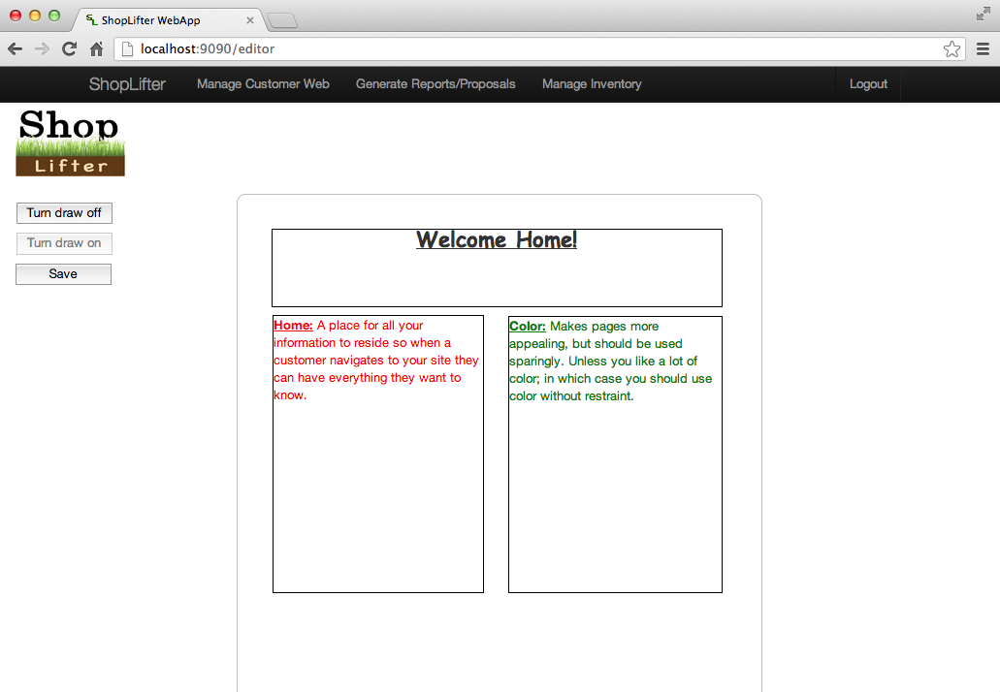 ShopLifter WebApp
localhost:9090/editor
ShopLifter Manage Customer Web Generate Reports/Proposals Manage Inventory Logout
Shop
Lifter
Turn draw off
Turn draw on
Save
Welcome Home!
Home: A place for all your
information to reside so when a
customer navigates to your site they
can have everything they want to
know.
Color: Makes pages more
appealing, but should be used
sparingly. Unless you like a lot of
color; in which case you should use
color without restraint.